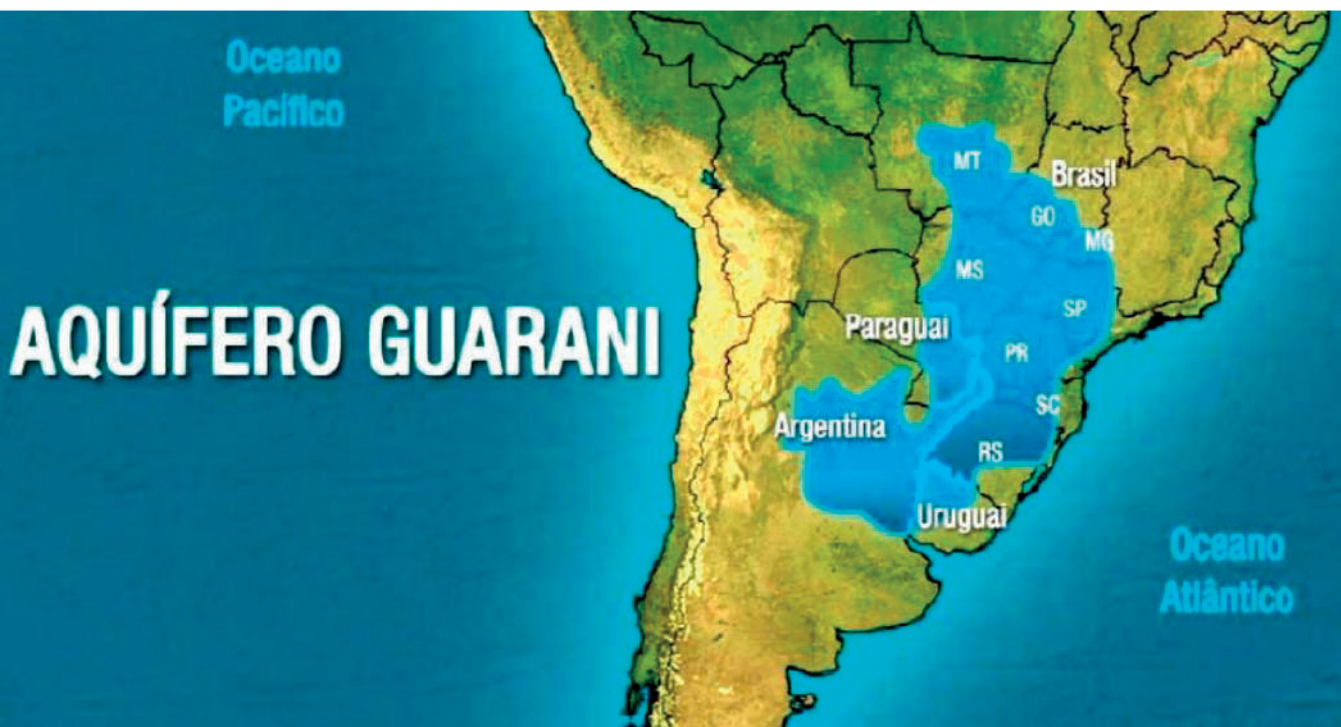 Oceano
Pacífico
MT
Brasil
GO
MG
MS
SP
AQUÍFERO GUARANI
Paraguai
PR
SC
Argentina
RS
Uruguai
Oceano
Atlântico